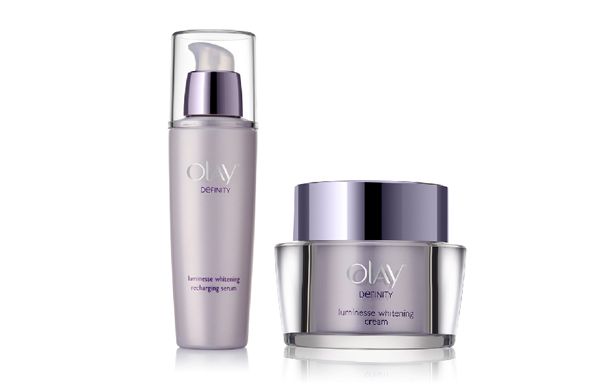 OLAY
DEFINITY
luminesse whitening
recharging serum
OLAY
DEFINITY
luminesse whitening
cream